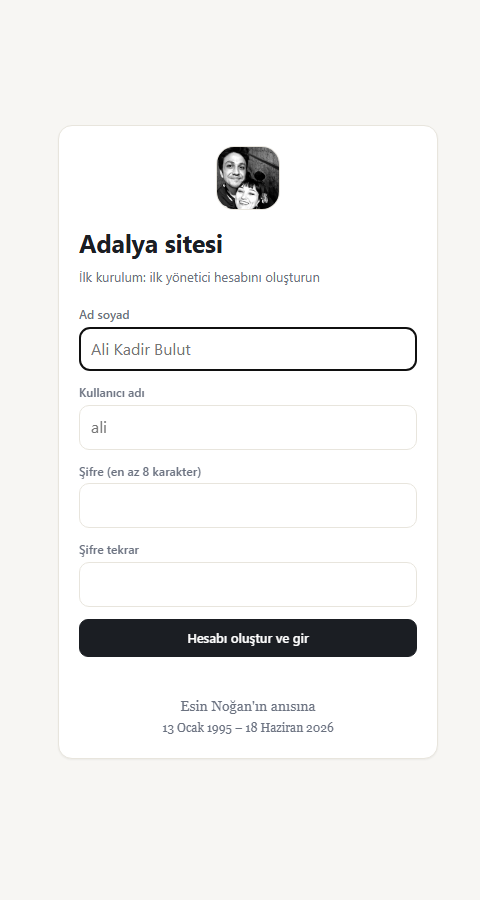 Adalya sitesi
İlk kurulum: ilk yönetici hesabını oluşturun
Ad soyad
Ali Kadir Bulut
Kullanıcı adı
ali
Şifre (en az 8 karakter)
Şifre tekrar
Hesabı oluştur ve gir
Esin Noğan'ın anısına
13 Ocak 1995 – 18 Haziran 2026